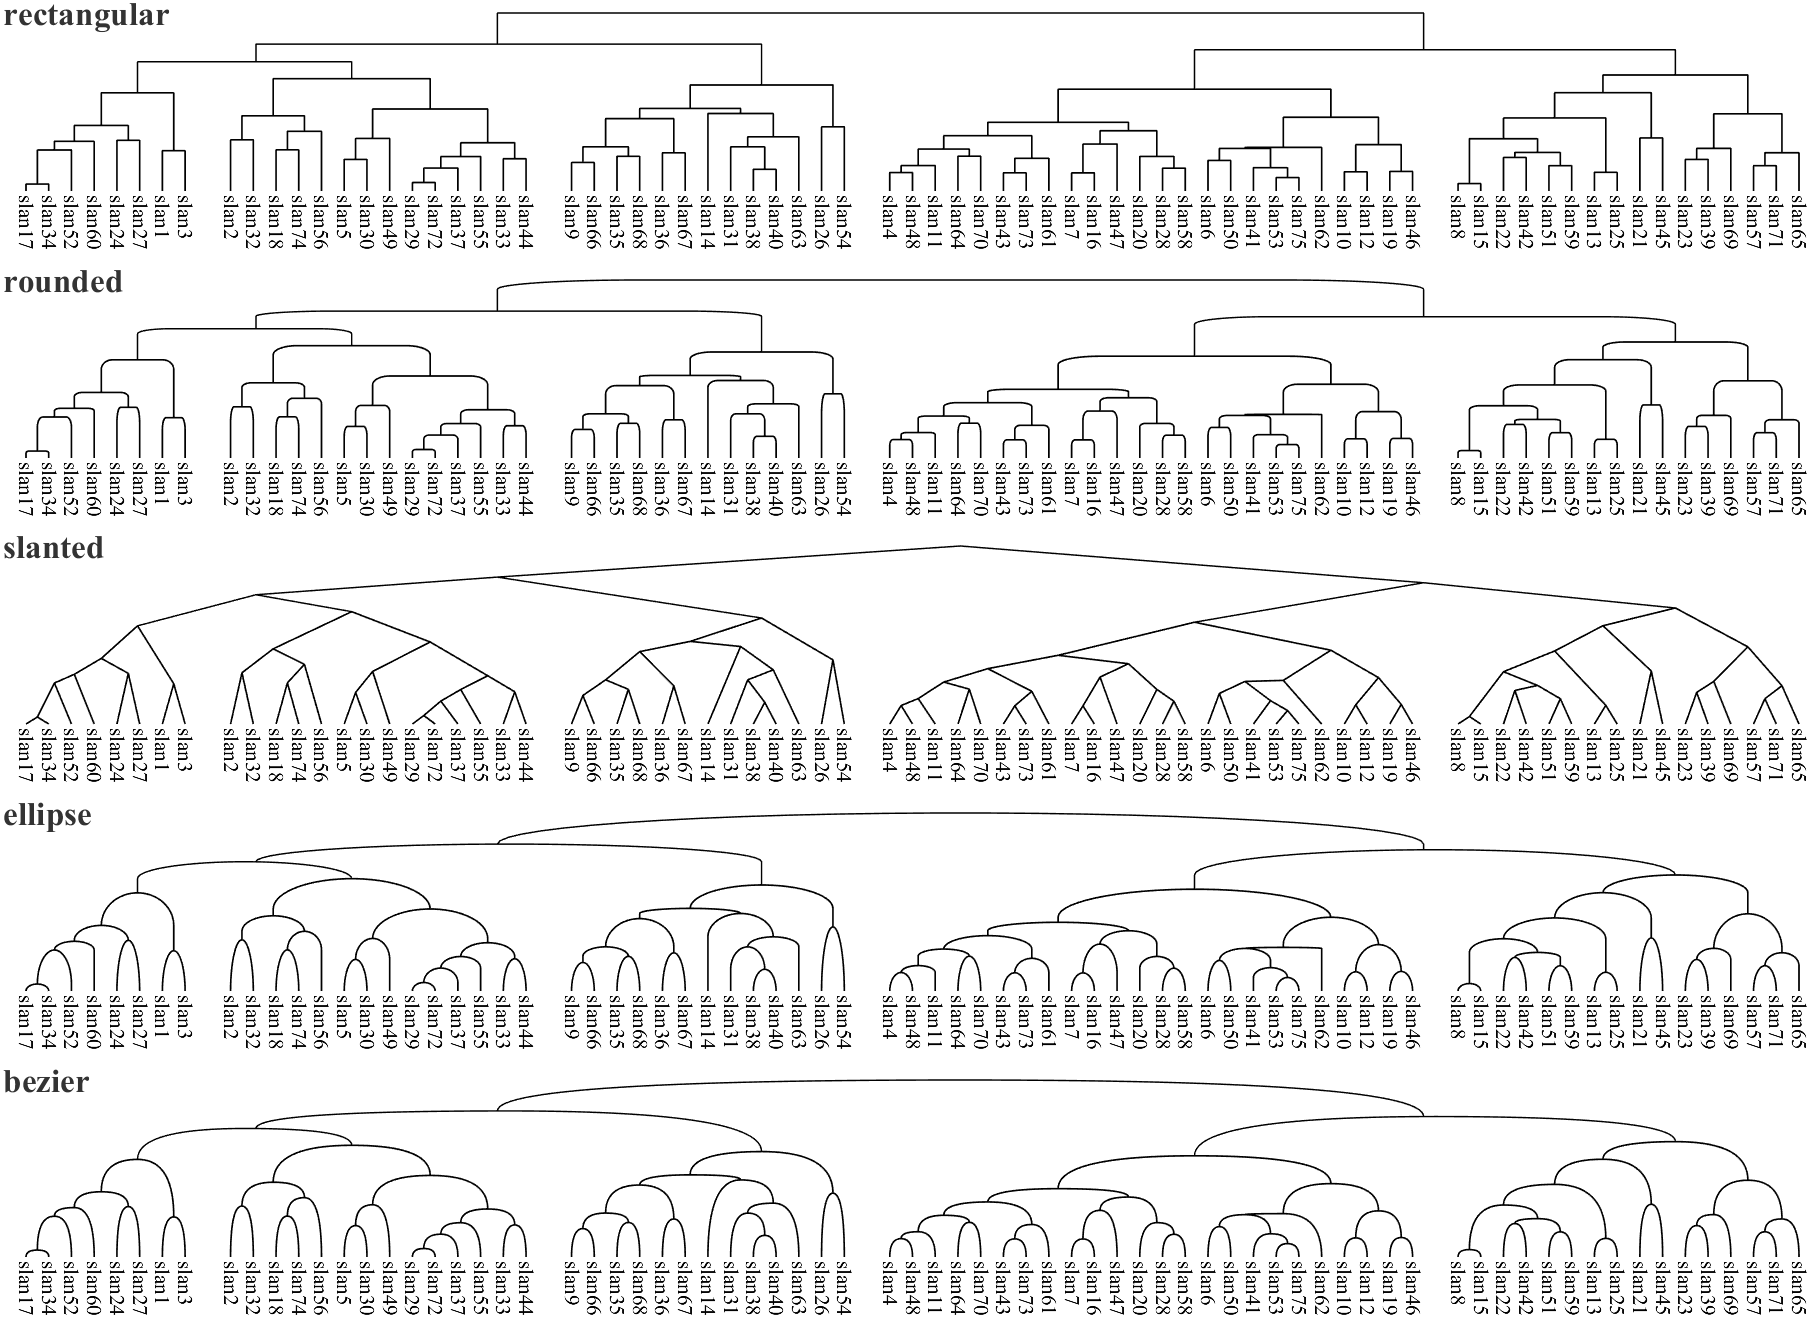 rectangular
slan17 slan34 slan52 slan60 slan24 slan27 slan1 slan3 slan2 slan32 slan18 slan74 slan56 slan5 slan30 slan49 slan29 slan72 slan37 slan55 slan33 slan44 slan9 slan66 slan35 slan68 slan36 slan67 slan14 slan31 slan38 slan40 slan63 slan26 slan54 slan4 slan48 slan11 slan64 slan70 slan43 slan73 slan61 slan7 slan16 slan47 slan20 slan28 slan58 slan6 slan50 slan41 slan53 slan75 slan62 slan10 slan12 slan19 slan46 slan8 slan15 slan22 slan42 slan51 slan59 slan13 slan25 slan21 slan45 slan23 slan39 slan69 slan57 slan71 slan65
rounded
slan17 slan34 slan52 slan60 slan24 slan27 slan1 slan3 slan2 slan32 slan18 slan74 slan56 slan5 slan30 slan49 slan29 slan72 slan37 slan55 slan33 slan44 slan9 slan66 slan35 slan68 slan36 slan67 slan14 slan31 slan38 slan40 slan63 slan26 slan54 slan4 slan48 slan11 slan64 slan70 slan43 slan73 slan61 slan7 slan16 slan47 slan20 slan28 slan58 slan6 slan50 slan41 slan53 slan75 slan62 slan10 slan12 slan19 slan46 slan8 slan15 slan22 slan42 slan51 slan59 slan13 slan25 slan21 slan45 slan23 slan39 slan69 slan57 slan71 slan65
slanted
slan17 slan34 slan52 slan60 slan24 slan27 slan1 slan3 slan2 slan32 slan18 slan74 slan56 slan5 slan30 slan49 slan29 slan72 slan37 slan55 slan33 slan44 slan9 slan66 slan35 slan68 slan36 slan67 slan14 slan31 slan38 slan40 slan63 slan26 slan54 slan4 slan48 slan11 slan64 slan70 slan43 slan73 slan61 slan7 slan16 slan47 slan20 slan28 slan58 slan6 slan50 slan41 slan53 slan75 slan62 slan10 slan12 slan19 slan46 slan8 slan15 slan22 slan42 slan51 slan59 slan13 slan25 slan21 slan45 slan23 slan39 slan69 slan57 slan71 slan65
ellipse
slan17 slan34 slan52 slan60 slan24 slan27 slan1 slan3 slan2 slan32 slan18 slan74 slan56 slan5 slan30 slan49 slan29 slan72 slan37 slan55 slan33 slan44 slan9 slan66 slan35 slan68 slan36 slan67 slan14 slan31 slan38 slan40 slan63 slan26 slan54 slan4 slan48 slan11 slan64 slan70 slan43 slan73 slan61 slan7 slan16 slan47 slan20 slan28 slan58 slan6 slan50 slan41 slan53 slan75 slan62 slan10 slan12 slan19 slan46 slan8 slan15 slan22 slan42 slan51 slan59 slan13 slan25 slan21 slan45 slan23 slan39 slan69 slan57 slan71 slan65
bezier
slan17 slan34 slan52 slan60 slan24 slan27 slan1 slan3 slan2 slan32 slan18 slan74 slan56 slan5 slan30 slan49 slan29 slan72 slan37 slan55 slan33 slan44 slan9 slan66 slan35 slan68 slan36 slan67 slan14 slan31 slan38 slan40 slan63 slan26 slan54 slan4 slan48 slan11 slan64 slan70 slan43 slan73 slan61 slan7 slan16 slan47 slan20 slan28 slan58 slan6 slan50 slan41 slan53 slan75 slan62 slan10 slan12 slan19 slan46 slan8 slan15 slan22 slan42 slan51 slan59 slan13 slan25 slan21 slan45 slan23 slan39 slan69 slan57 slan71 slan65